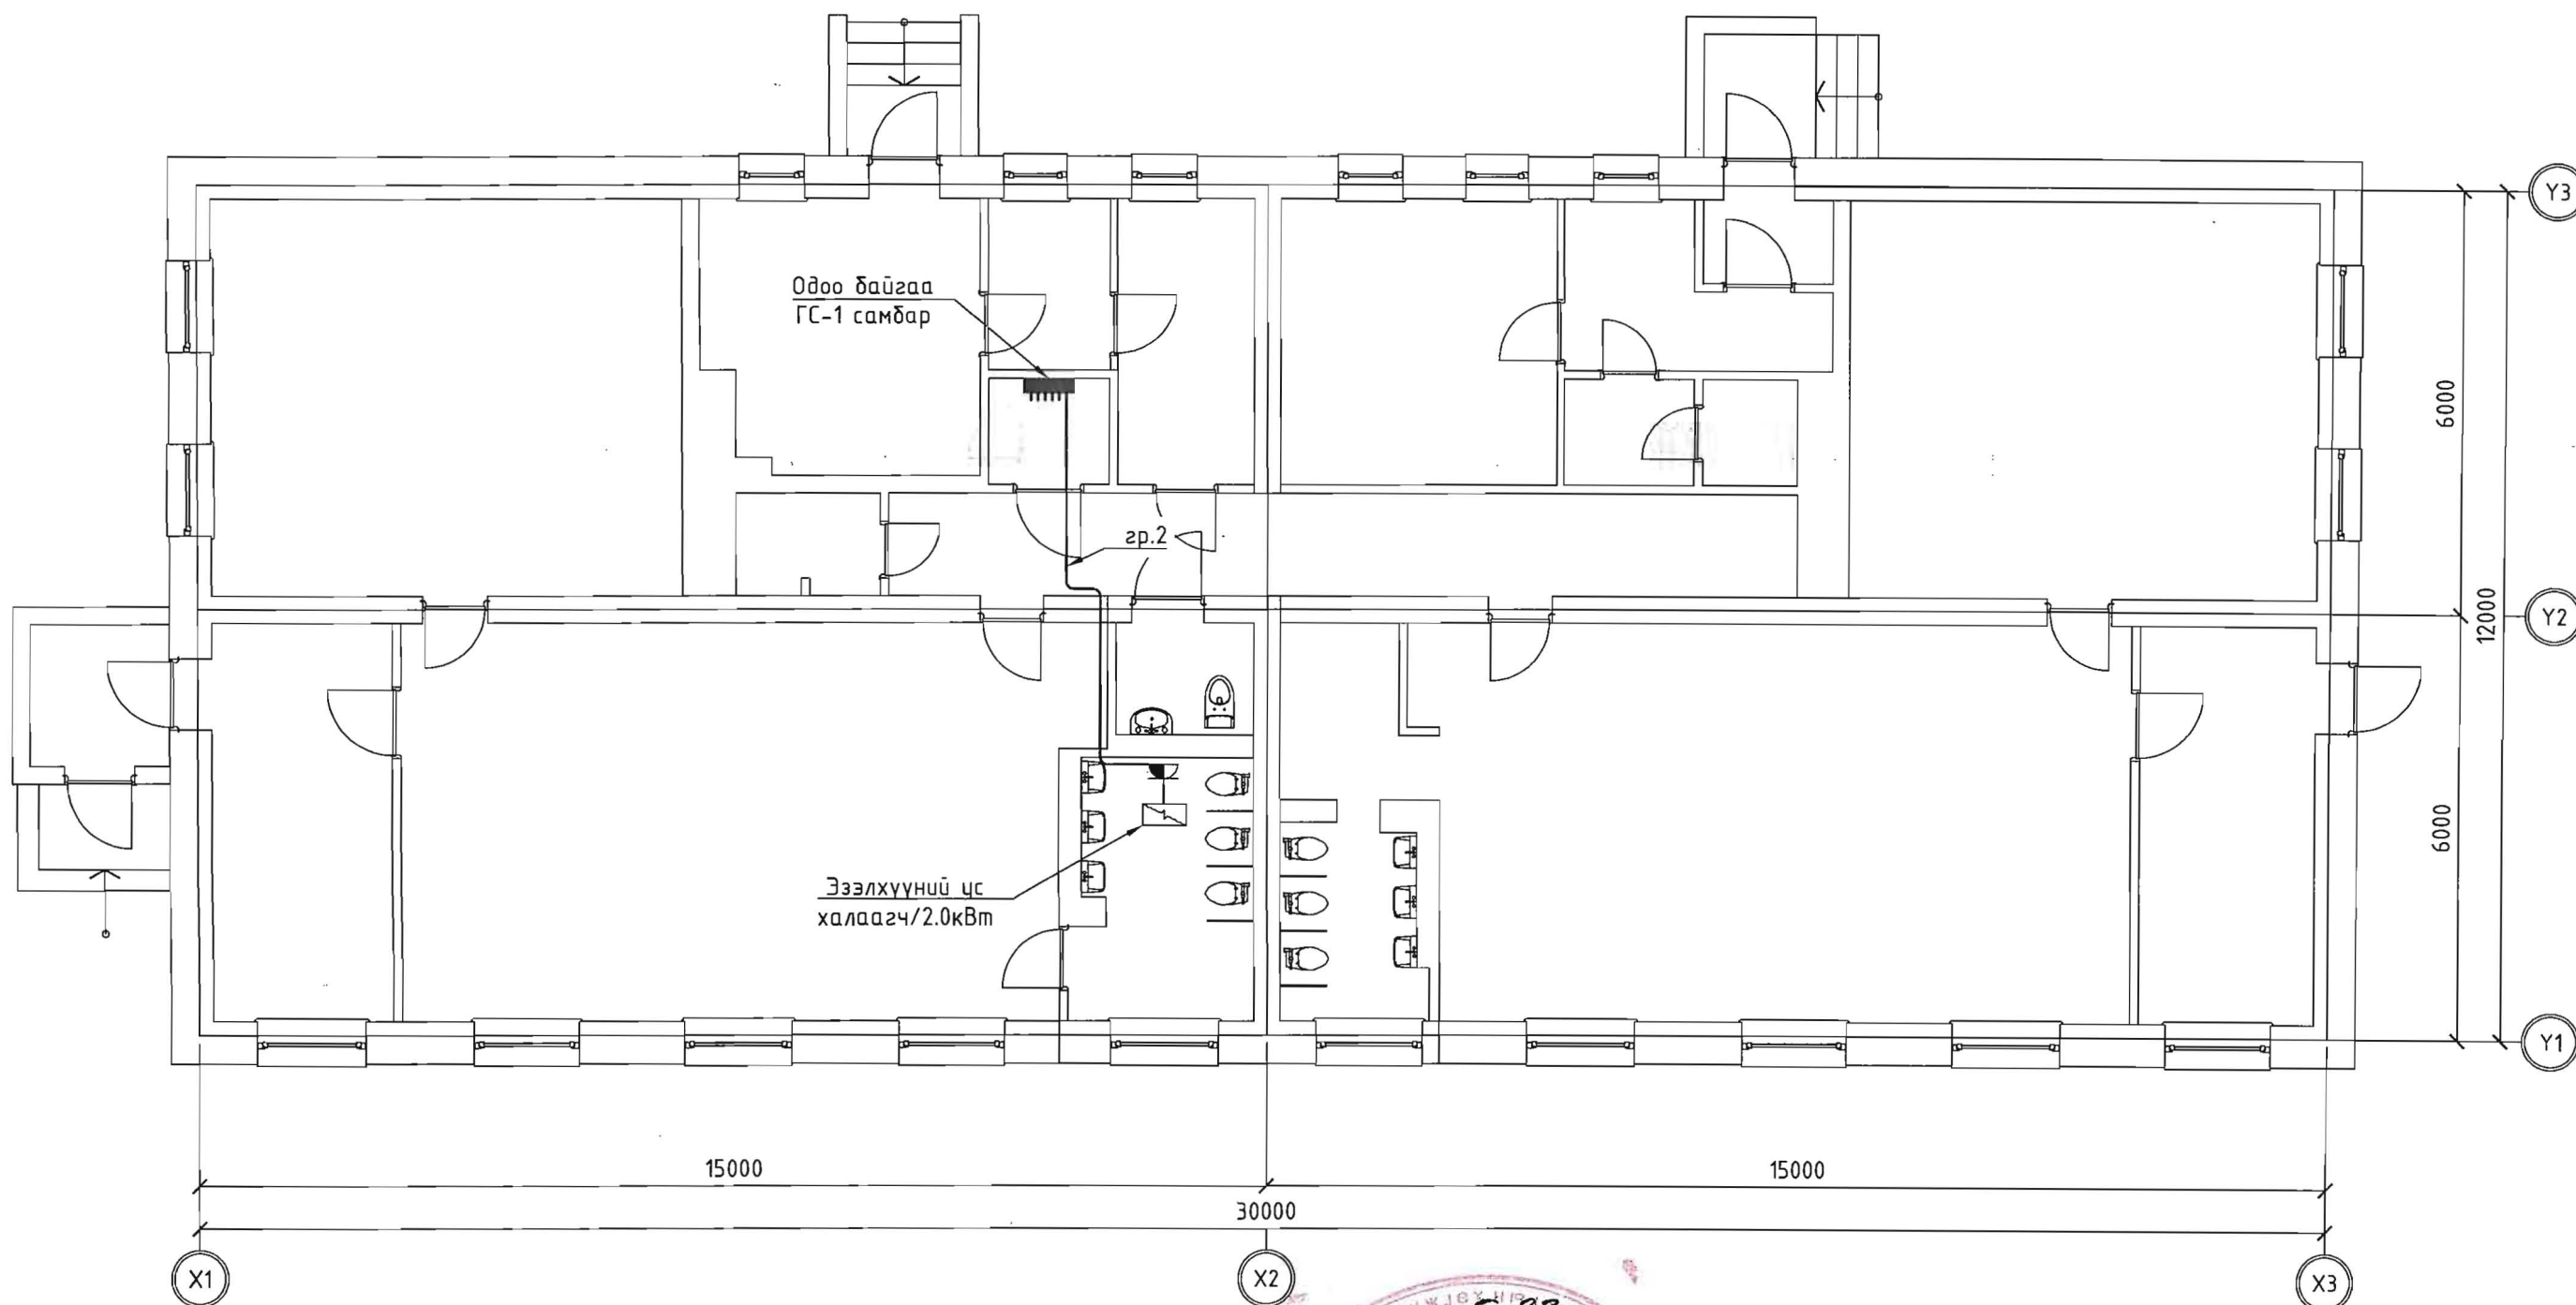 Одоо байгаа
ГС-1 самбар
гр.2
Эзэлхүүний ус
халаагч/2.0кВт
6000
6000
12000
Y3
Y2
Y1
15000
15000
30000
X1
X2
X3